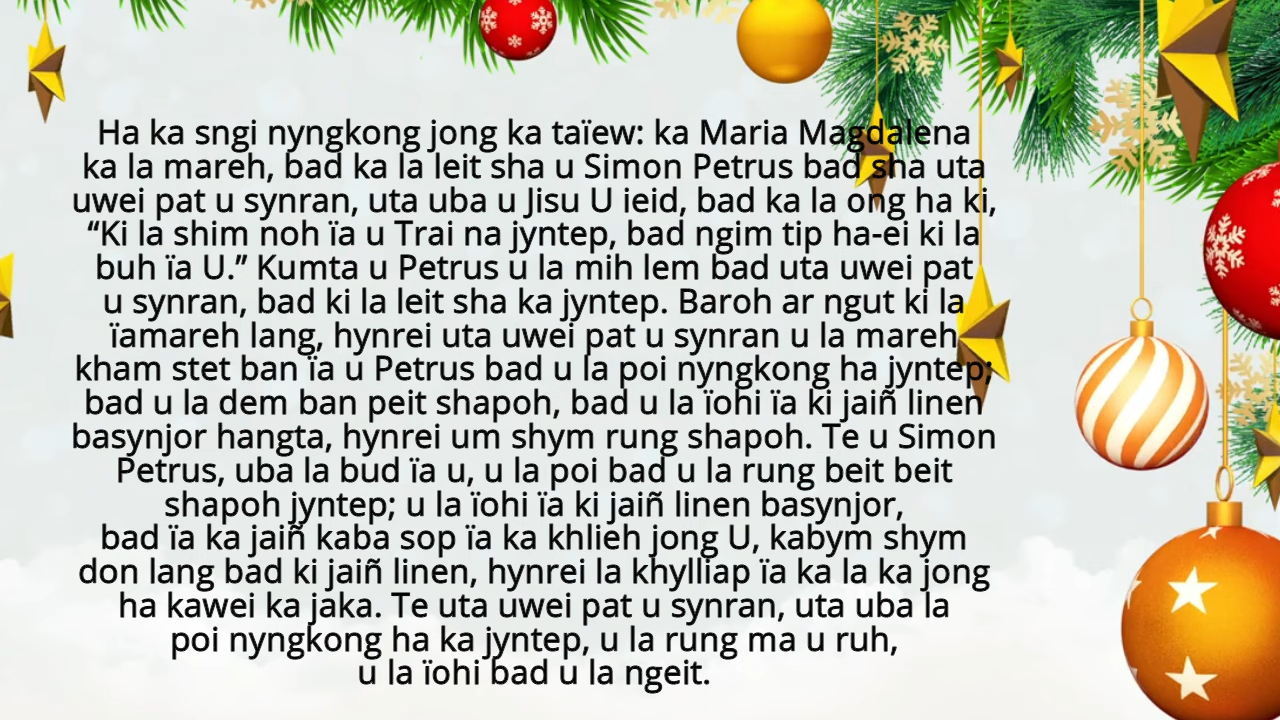 Ha ka sngi nyngkong jong ka taïew: ka Maria Magdalena
ka la mareh, bad ka la leit sha u Simon Petrus bad sha uta
uwei pat u synran, uta uba u Jisu U ieid, bad ka la ong ha ki,
“Ki la shim noh ïa u Trai na jyntep, bad ngim tip ha-ei ki la
buh ïa U.” Kumta u Petrus u la mih lem bad uta uwei pat
u synran, bad ki la leit sha ka jyntep. Baroh ar ngut ki la
ïamareh lang, hynrei uta uwei pat u synran u la mareh
kham stet ban ïa u Petrus bad u la poi nyngkong ha jyntep;
bad u la dem ban peit shapoh, bad u la ïohi ïa ki jaiñ linen
basynjor hangta, hynrei um shym rung shapoh. Te u Simon
Petrus, uba la bud ïa u, u la poi bad u la rung beit beit
shapoh jyntep; u la ïohi ïa ki jaiñ linen basynjor,
bad ïa ka jaiñ kaba sop ïa ka khlieh jong U, kabym shym
don lang bad ki jaiñ linen, hynrei la khylliap ïa ka la ka jong
ha kawei ka jaka. Te uta uwei pat u synran, uta uba la
poi nyngkong ha ka jyntep, u la rung ma u ruh,
u la ïohi bad u la ngeit.